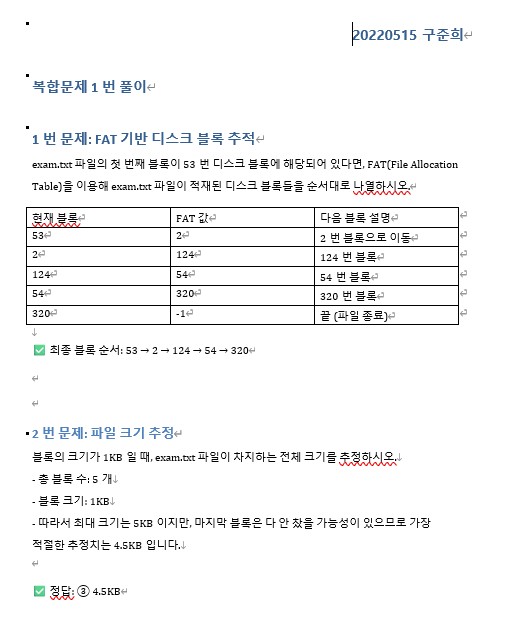 20220515 구준희
복합문제 1 번 풀이
1 번 문제: FAT 기반 디스크 블록 추적
exam.txt 파일의 첫 번째 블록이 53 번 디스크 블록에 해당되어 있다면, FAT(File Allocation
Table)을 이용해 exam.txt 파일이 적재된 디스크 블록들을 순서대로 나열하시오.
현재 블록 FAT 값 다음 블록 설명
53 2 2 번 블록으로 이동
2 124 124 번 블록
124 54 54 번 블록
54 320 320 번 블록
320 -1 끝 (파일 종료)
✅ 최종 블록 순서: 53 → 2 → 124 → 54 → 320
2 번 문제: 파일 크기 추정
블록의 크기가 1KB 일 때, exam.txt 파일이 차지하는 전체 크기를 추정하시오.
- 총 블록 수: 5 개
- 블록 크기: 1KB
- 따라서 최대 크기는 5KB 이지만, 마지막 블록은 다 안 찼을 가능성이 있으므로 가장
적절한 추정치는 4.5KB 입니다.
✅ 정답: ③ 4.5KB